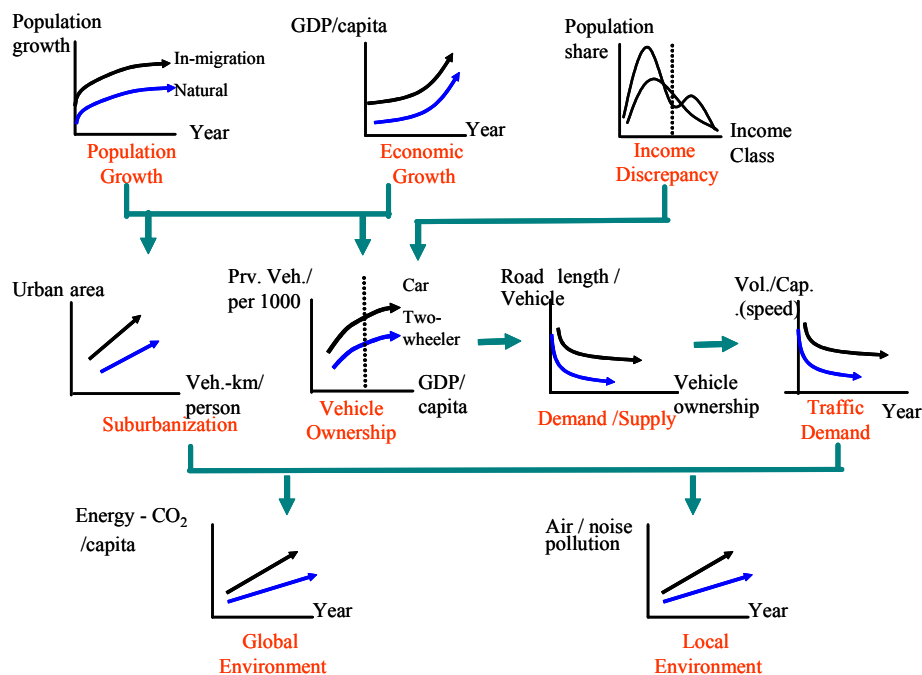 Population
growth
In-migration
Natural
Year
Population
Growth
GDP/capita
Year
Economic
Growth
Population
share
Income
Class
Income
Discrepancy
Urban area
Veh.-km/
person
Suburbanization
Prv. Veh./
per 1000
Car
Two-
wheeler
GDP/
capita
Vehicle
Ownership
Road length /
Vehicle
Vehicle
ownership
Demand /Supply
Vol./Cap.
.(speed)
Year
Traffic
Demand
Energy - CO₂
/capita
Year
Global
Environment
Air / noise
pollution
Year
Local
Environment